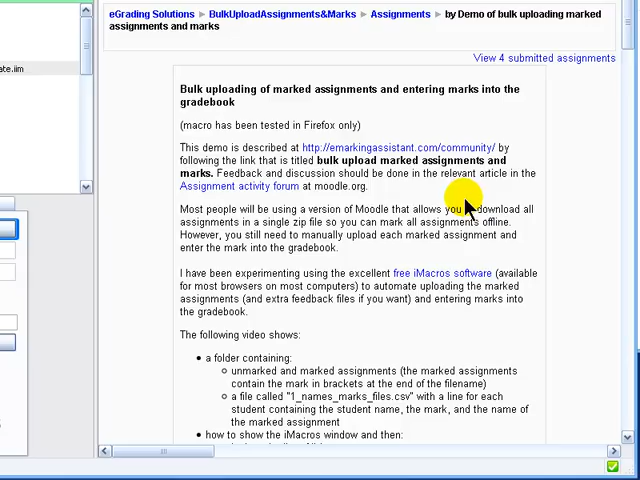 eGrading Solutions ► BulkUploadAssignments&Marks ► Assignments ► by Demo of bulk uploading marked
assignments and marks
ate.iim
View 4 submitted assignments
Bulk uploading of marked assignments and entering marks into the
gradebook
(macro has been tested in Firefox only)
This demo is described at http://emarkingassistant.com/community/ by
following the link that is titled bulk upload marked assignments and
marks. Feedback and discussion should be done in the relevant article in the
Assignment activity forum at moodle.org.
Most people will be using a version of Moodle that allows you download all
assignments in a single zip file so you can mark all assignments offline.
However, you still need to manually upload each marked assignment and
enter the mark into the gradebook.
I have been experimenting using the excellent free iMacros software (available
for most browsers on most computers) to automate uploading the marked
assignments (and extra feedback files if you want) and entering marks into
the gradebook.
The following video shows:
• a folder containing:
○ unmarked and marked assignments (the marked assignments
contain the mark in brackets at the end of the filename)
○ a file called "1_names_marks_files.csv" with a line for each
student containing the student name, the mark, and the name of
the marked assignment
• how to show the iMacros window and then: